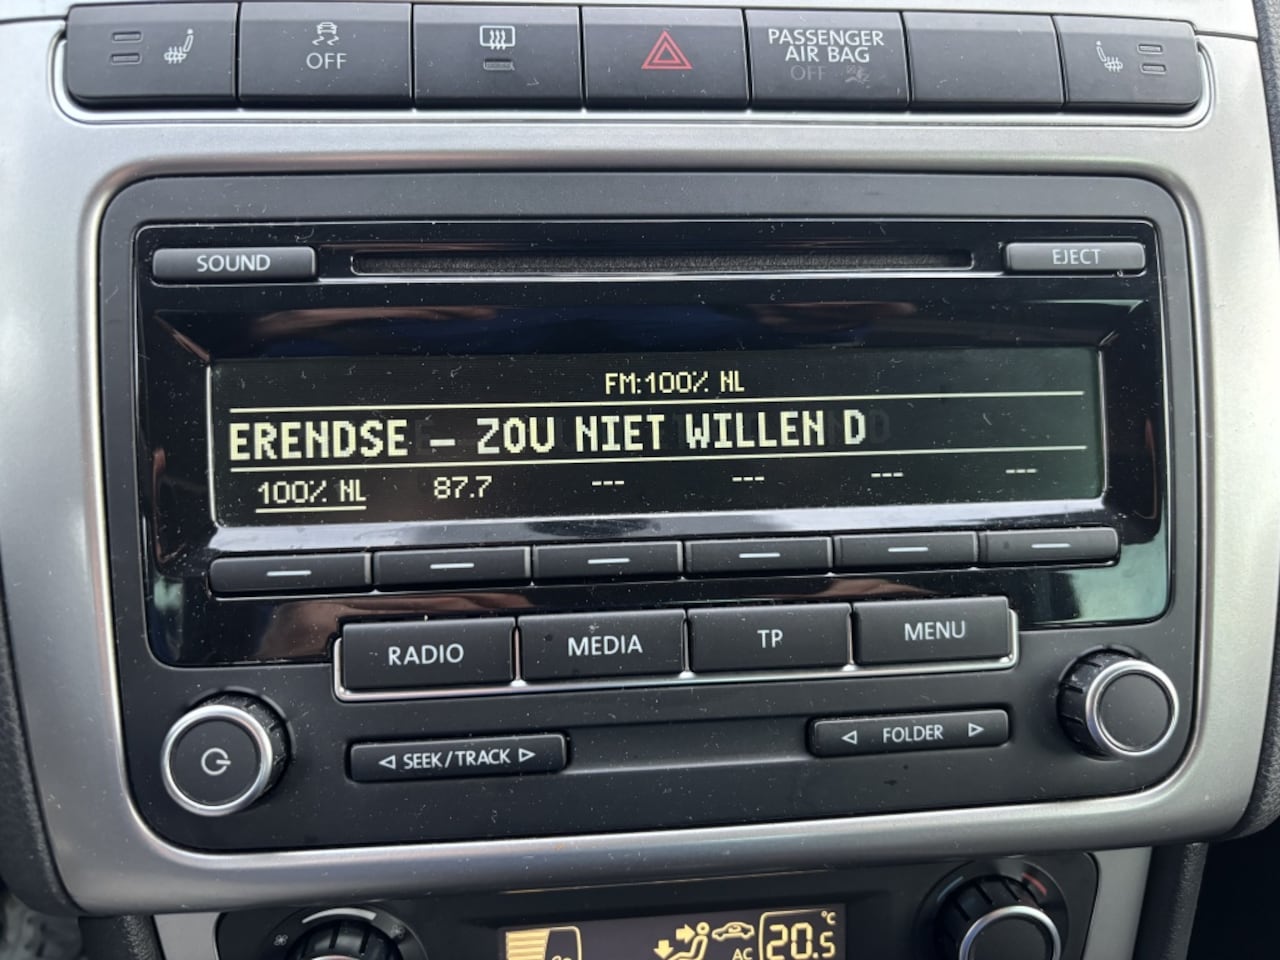 OFF
PASSENGER
AIR BAG
OFF
SOUND
EJECT
FM:100% NL
ERENDSE - ZOU NIET WILLEN D
100% NL 87.7 --- --- --- ---
RADIO MEDIA TP MENU
SEEK/TRACK
FOLDER
AC 20.5 °C